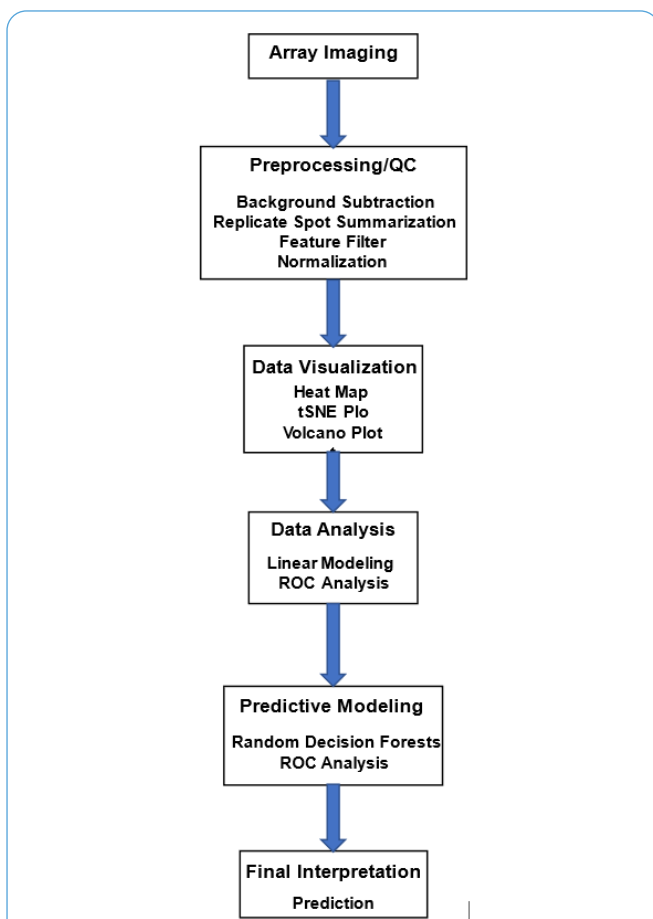 Array Imaging
Preprocessing/QC
Background Subtraction
Replicate Spot Summarization
Feature Filter
Normalization
Data Visualization
Heat Map
tSNE Plo
Volcano Plot
Data Analysis
Linear Modeling
ROC Analysis
Predictive Modeling
Random Decision Forests
ROC Analysis
Final Interpretation
Prediction